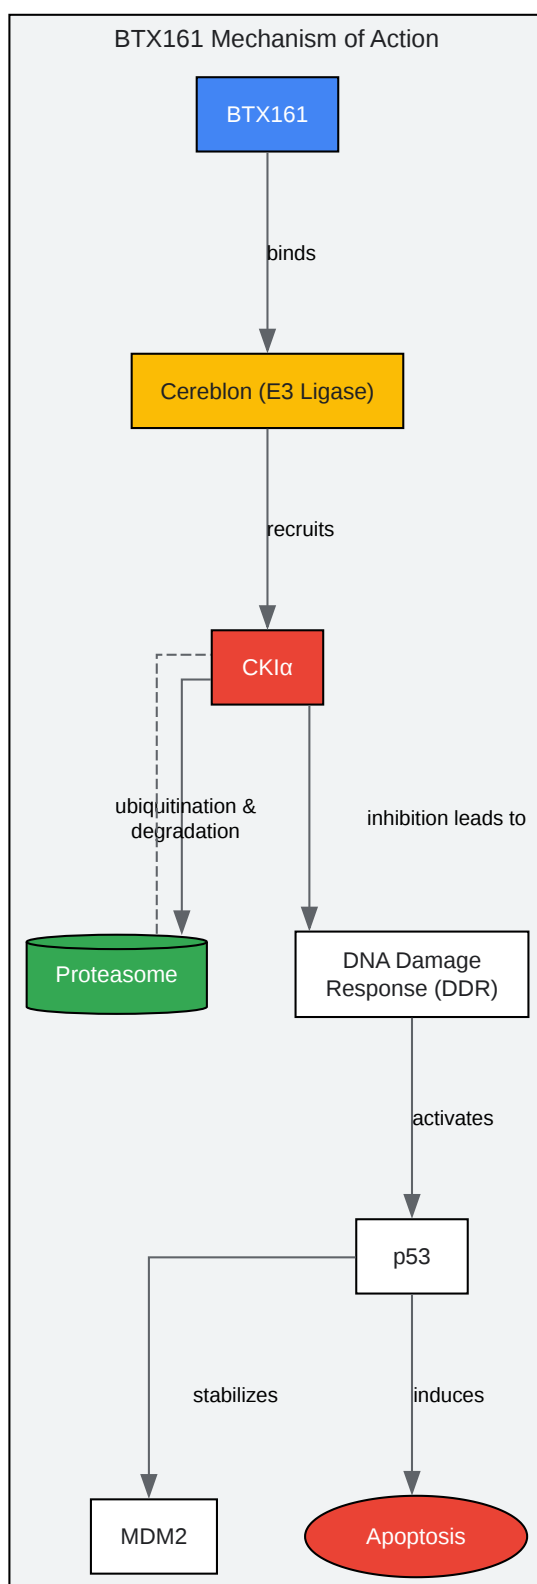 BTX161 Mechanism of Action
BTX161
binds
Cereblon (E3 Ligase)
recruits
CKIα
ubiquitination &
degradation
inhibition leads to
Proteasome
DNA Damage
Response (DDR)
activates
p53
stabilizes
induces
MDM2
Apoptosis